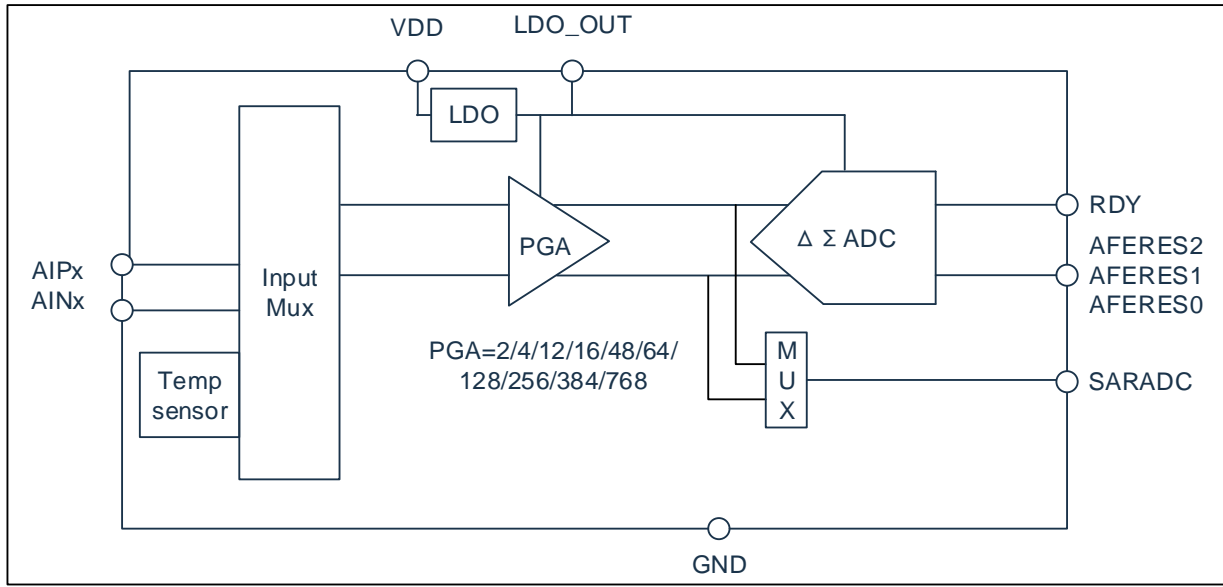 VDD
LDO_OUT
LDO
AIPx
AINx
Input
Mux
Temp
sensor
PGA
Δ Σ ADC
PGA=2/4/12/16/48/64/
128/256/384/768
M
U
X
RDY
AFERES2
AFERES1
AFERES0
SARADC
GND